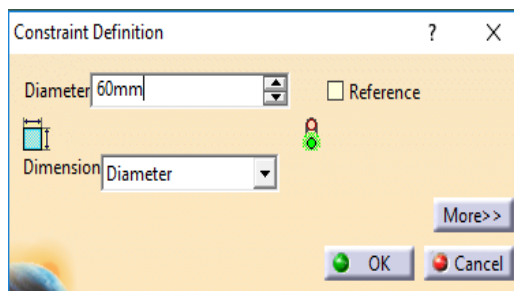 Constraint Definition ? X
Diameter 60mm Reference
Dimension Diameter
More>>
OK Cancel